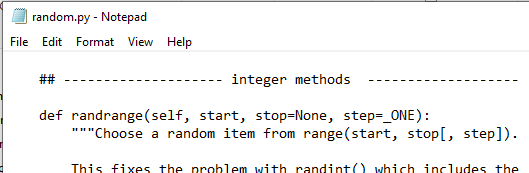 random.py - Notepad
File Edit Format View Help
## -------------------- integer methods -------------------
def randrange(self, start, stop=None, step=_ONE):
"""Choose a random item from range(start, stop[, step]).
This fixes the problem with randint() which includes the